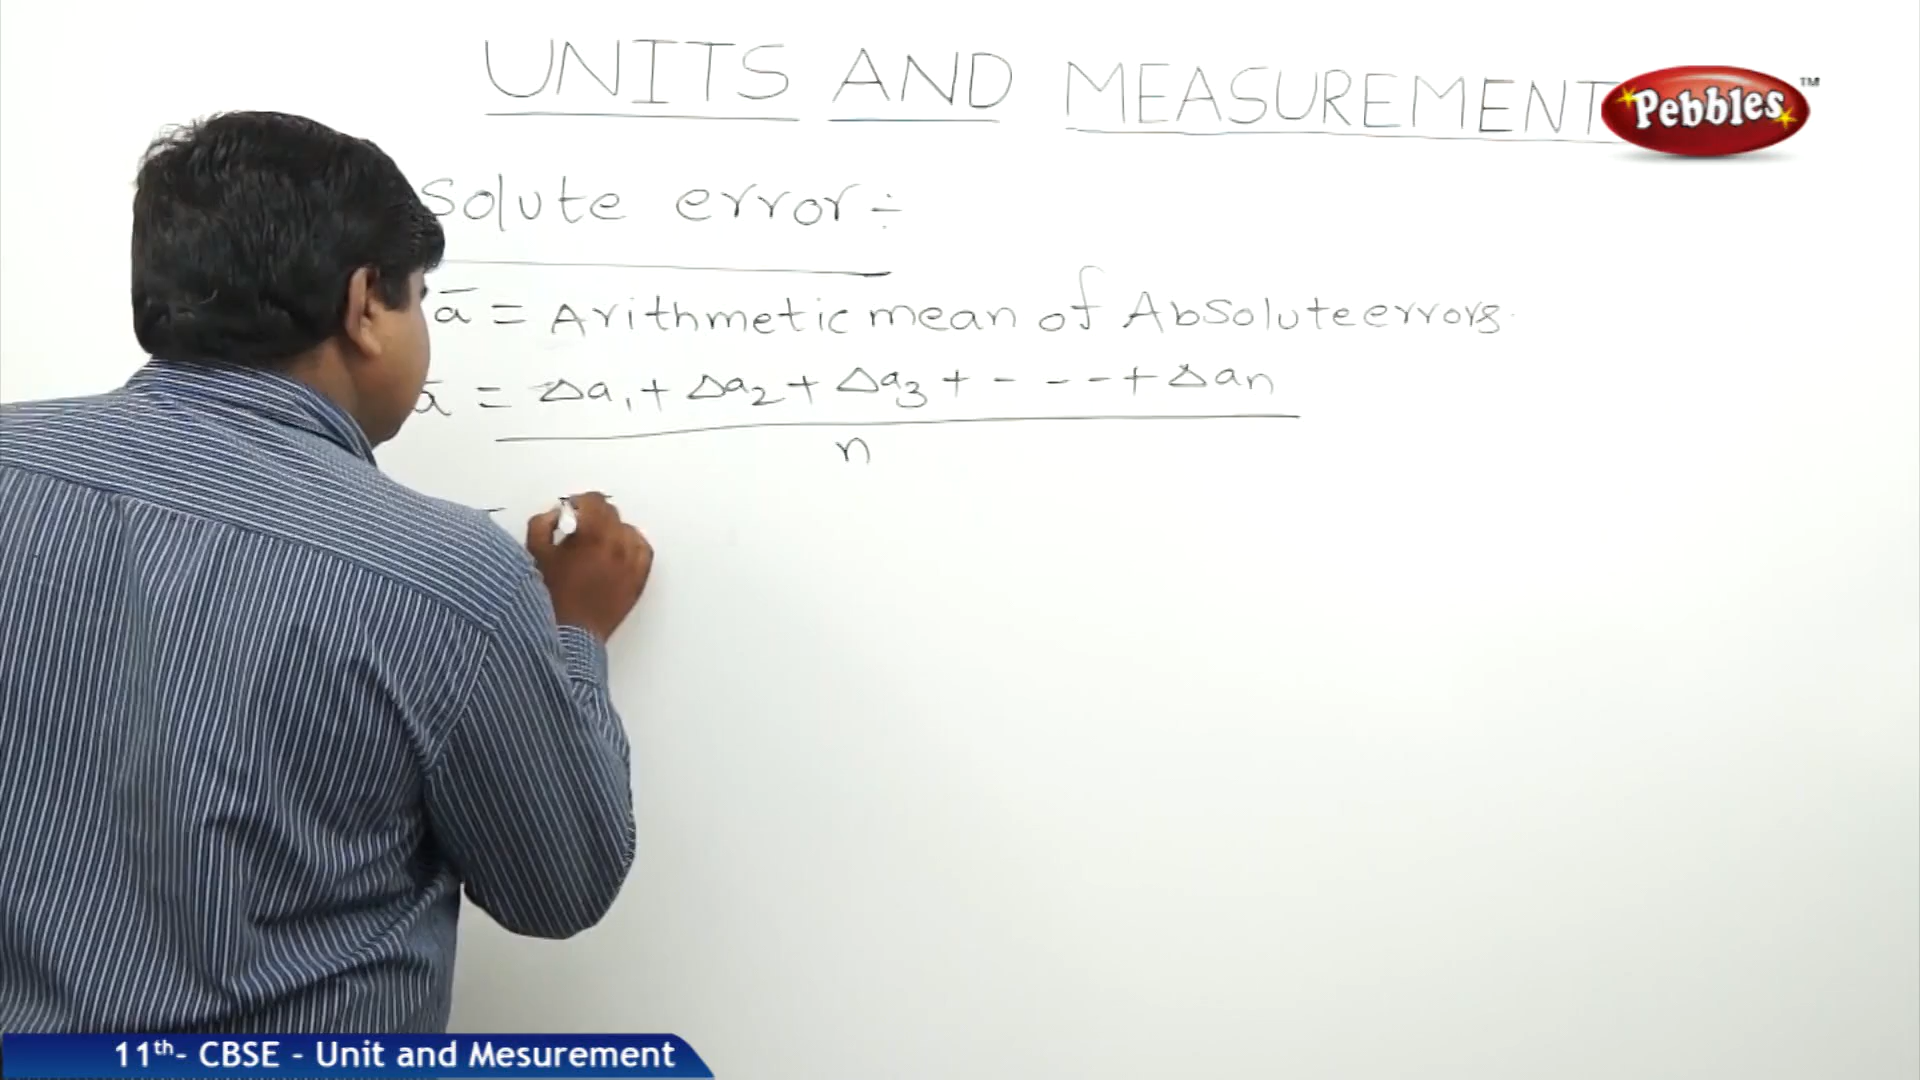 UNITS AND MEASUREMENT
Pebbles™
solute error :-
a̅ = Arithmetic mean of Absolute errors.
a̅ = Δa₁ + Δa₂ + Δa₃ + - - - + Δan
n
=
11th- CBSE - Unit and Mesurement